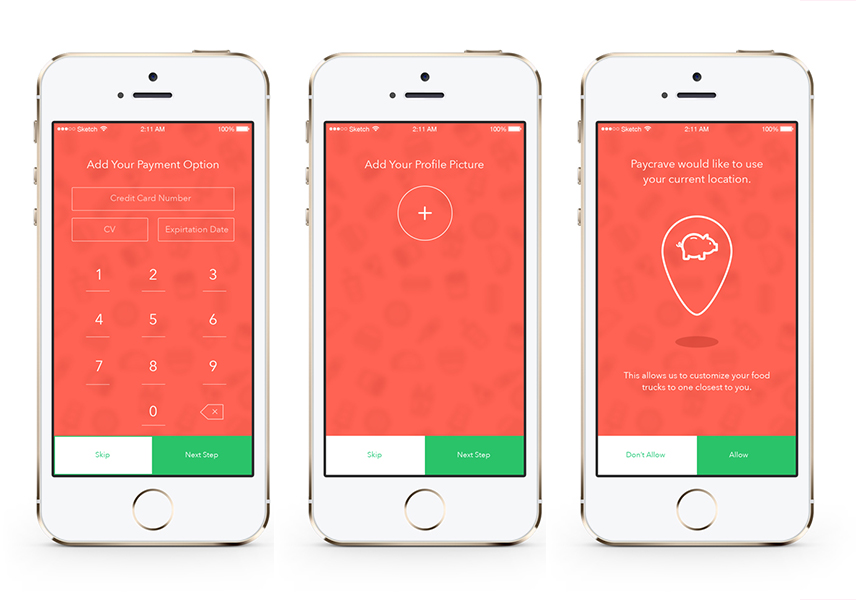 Sketch 2:11 AM 100%
Add Your Payment Option
Credit Card Number
CV Expirtation Date
1 2 3
4 5 6
7 8 9
0 ×
Skip Next Step
Sketch 2:11 AM 100%
Add Your Profile Picture
+
Skip Next Step
Sketch 2:11 AM 100%
Paycrave would like to use
your current location.
This allows us to customize your food
trucks to one closest to you.
Don't Allow Allow